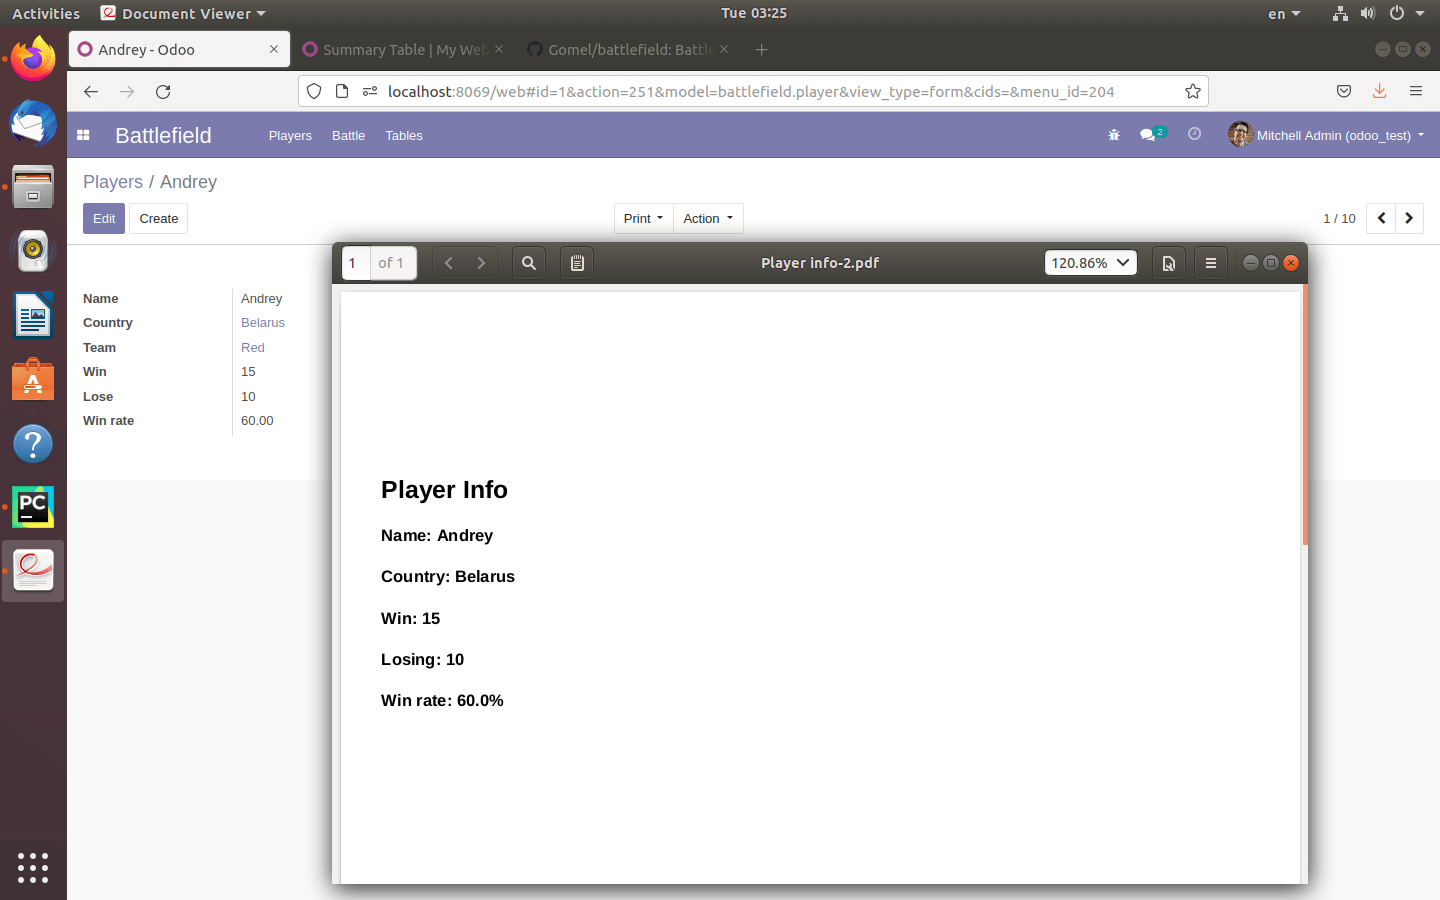 Activities Document Viewer Tue 03:25 en
Andrey - Odoo Summary Table | My Web Gomel/battlefield: Battle
localhost:8069/web#id=1&action=251&model=battlefield.player&view_type=form&cids=&menu_id=204
Battlefield Players Battle Tables 2 Mitchell Admin (odoo_test)
Players / Andrey
Edit Create Print Action 1 / 10
1 of 1 Player info-2.pdf 120.86%
Name Andrey
Country Belarus
Team Red
Win 15
Lose 10
Win rate 60.00
Player Info
Name: Andrey
Country: Belarus
Win: 15
Losing: 10
Win rate: 60.0%
PC